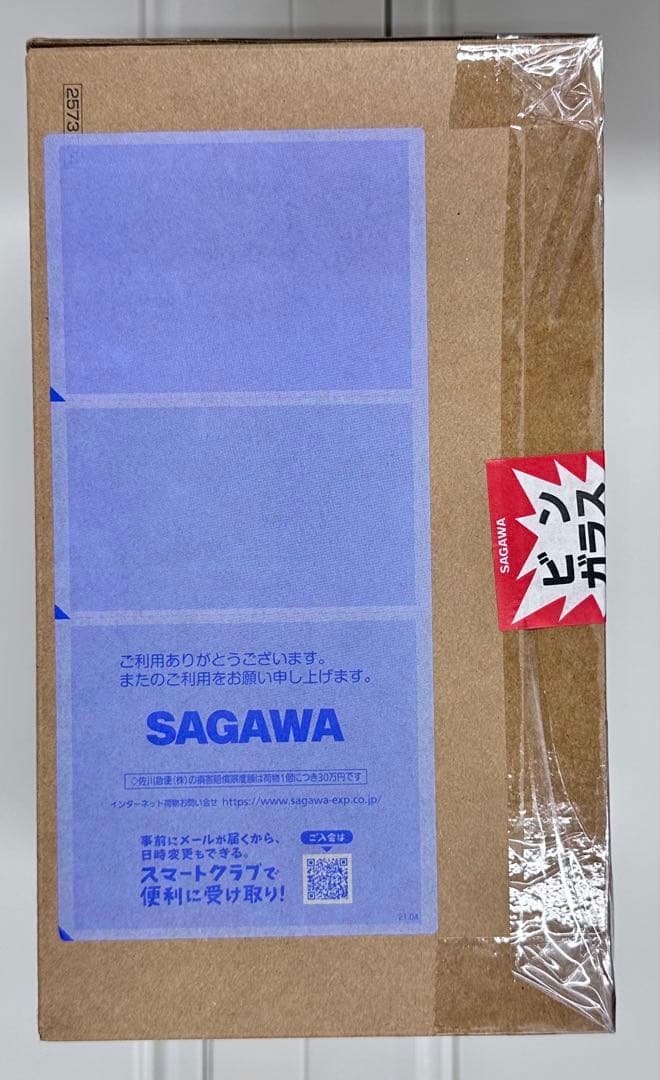 2573
ご利用ありがとうございます。
またのご利用をお願い申し上げます。
SAGAWA
◇佐川急便(株)の損害賠償限度額は荷物1個につき30万円です
インターネット荷物お問い合せ https://www.sagawa-exp.co.jp/
事前にメールが届くから、
日時変更もできる。
スマートクラブで
便利に受け取り!
ご入会は
21.04
SAGAWA
ビン
ガラス